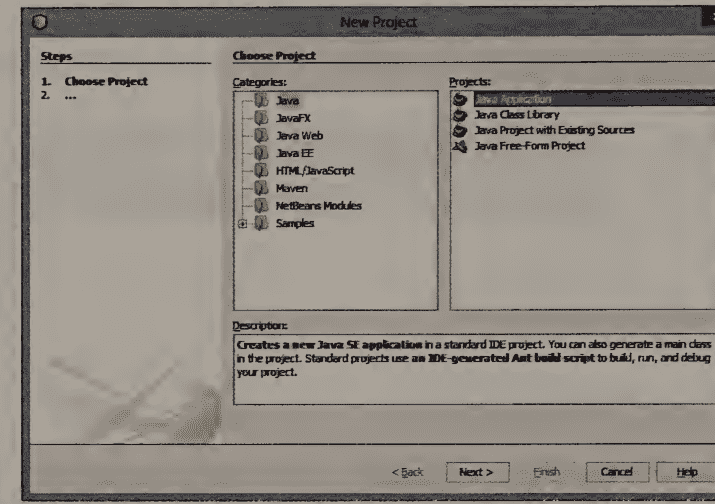 New Project
Steps
1. Choose Project
2. ...
Choose Project
Categories:
Java
JavaFX
Java Web
Java EE
HTML/JavaScript
Maven
NetBeans Modules
Samples
Projects:
Java Application
Java Class Library
Java Project with Existing Sources
Java Free-Form Project
Description:
Creates a new Java SE application in a standard IDE project. You can also generate a main class
in the project. Standard projects use an IDE-generated Ant build script to build, run, and debug
your project.
< Back Next > Finish Cancel Help